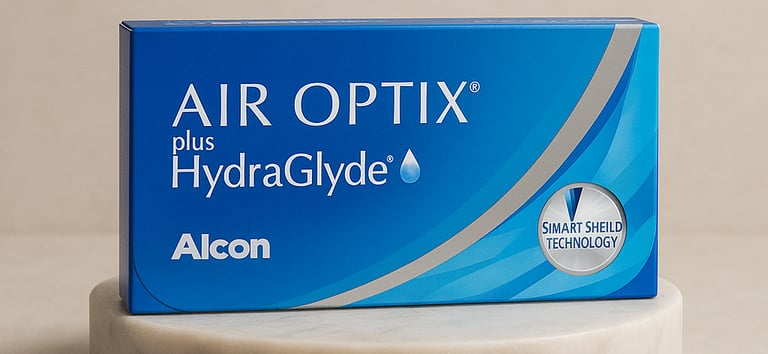 AIR OPTIX®
plus
HydraGlyde®
Alcon
SIMART SHEILD
TECHNOLOGY